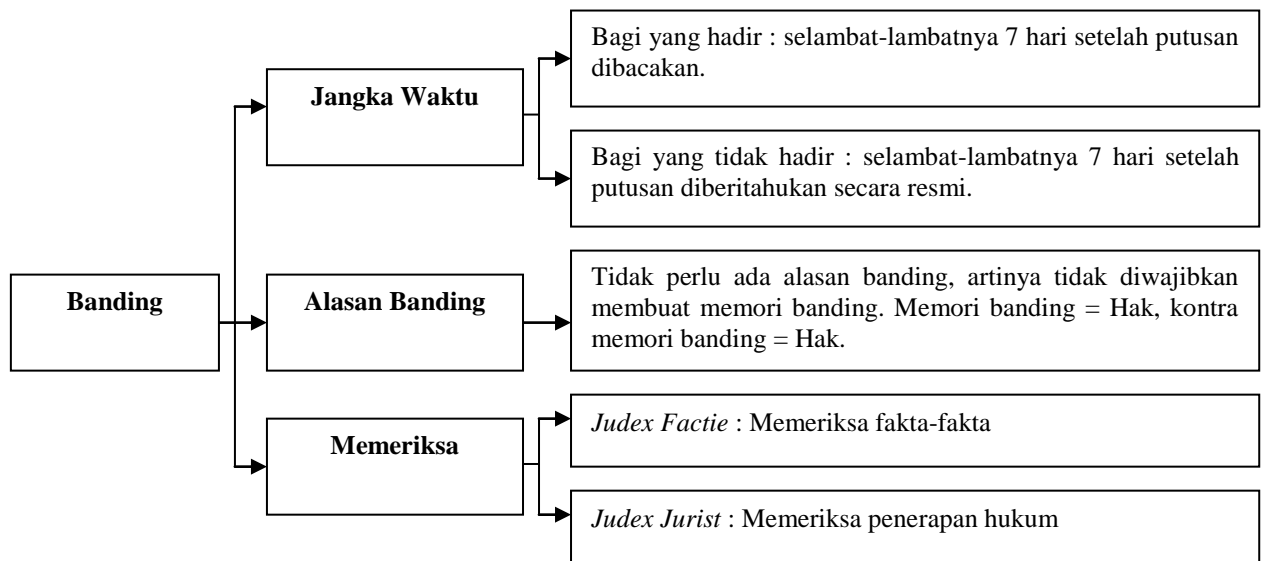 Banding
Jangka Waktu
Bagi yang hadir : selambat-lambatnya 7 hari setelah putusan
dibacakan.
Bagi yang tidak hadir : selambat-lambatnya 7 hari setelah
putusan diberitahukan secara resmi.
Alasan Banding
Tidak perlu ada alasan banding, artinya tidak diwajibkan
membuat memori banding. Memori banding = Hak, kontra
memori banding = Hak.
Memeriksa
Judex Factie : Memeriksa fakta-fakta
Judex Jurist : Memeriksa penerapan hukum